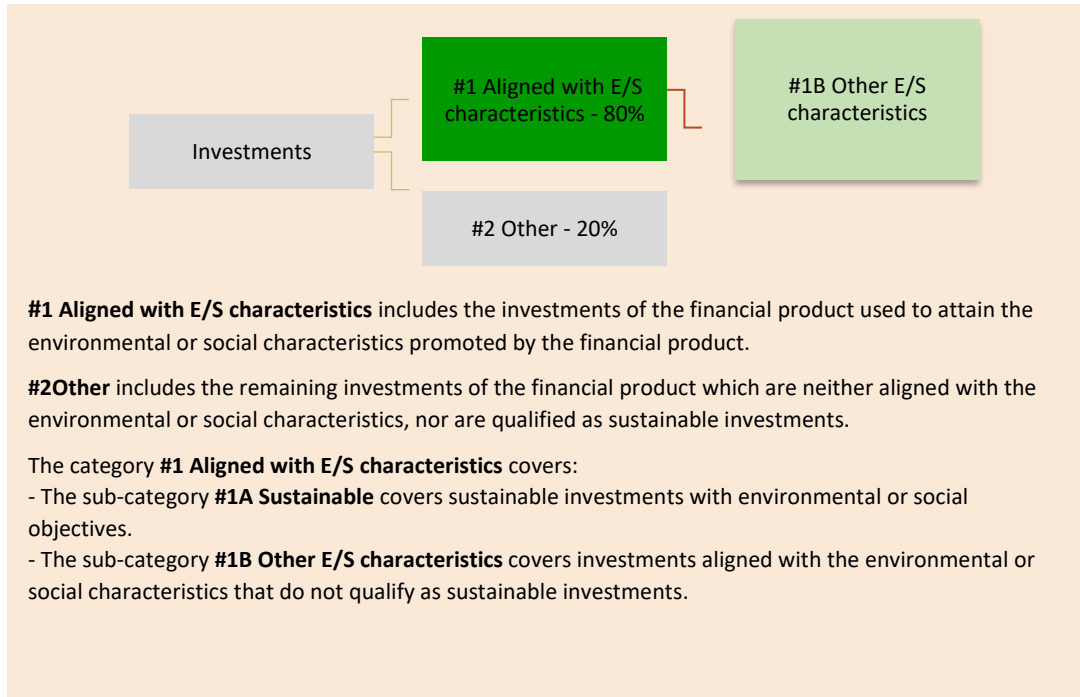 #1 Aligned with E/S
characteristics - 80%
#1B Other E/S
characteristics
Investments
#2 Other - 20%
#1 Aligned with E/S characteristics includes the investments of the financial product used to attain the
environmental or social characteristics promoted by the financial product.
#2Other includes the remaining investments of the financial product which are neither aligned with the
environmental or social characteristics, nor are qualified as sustainable investments.
The category #1 Aligned with E/S characteristics covers:
- The sub-category #1A Sustainable covers sustainable investments with environmental or social
objectives.
- The sub-category #1B Other E/S characteristics covers investments aligned with the environmental or
social characteristics that do not qualify as sustainable investments.